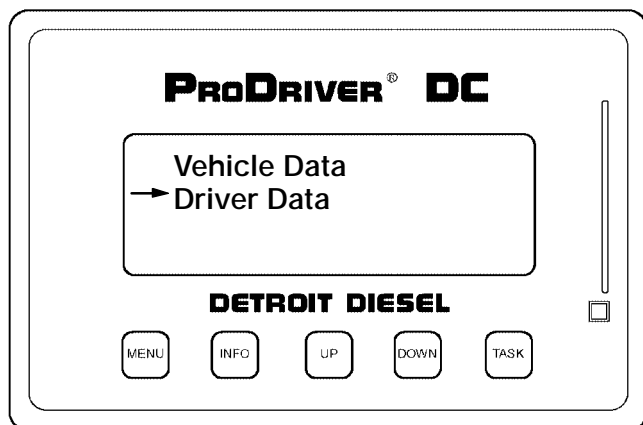 PRODRIVER® DC
Vehicle Data
→Driver Data
DETROIT DIESEL
MENU INFO UP DOWN TASK